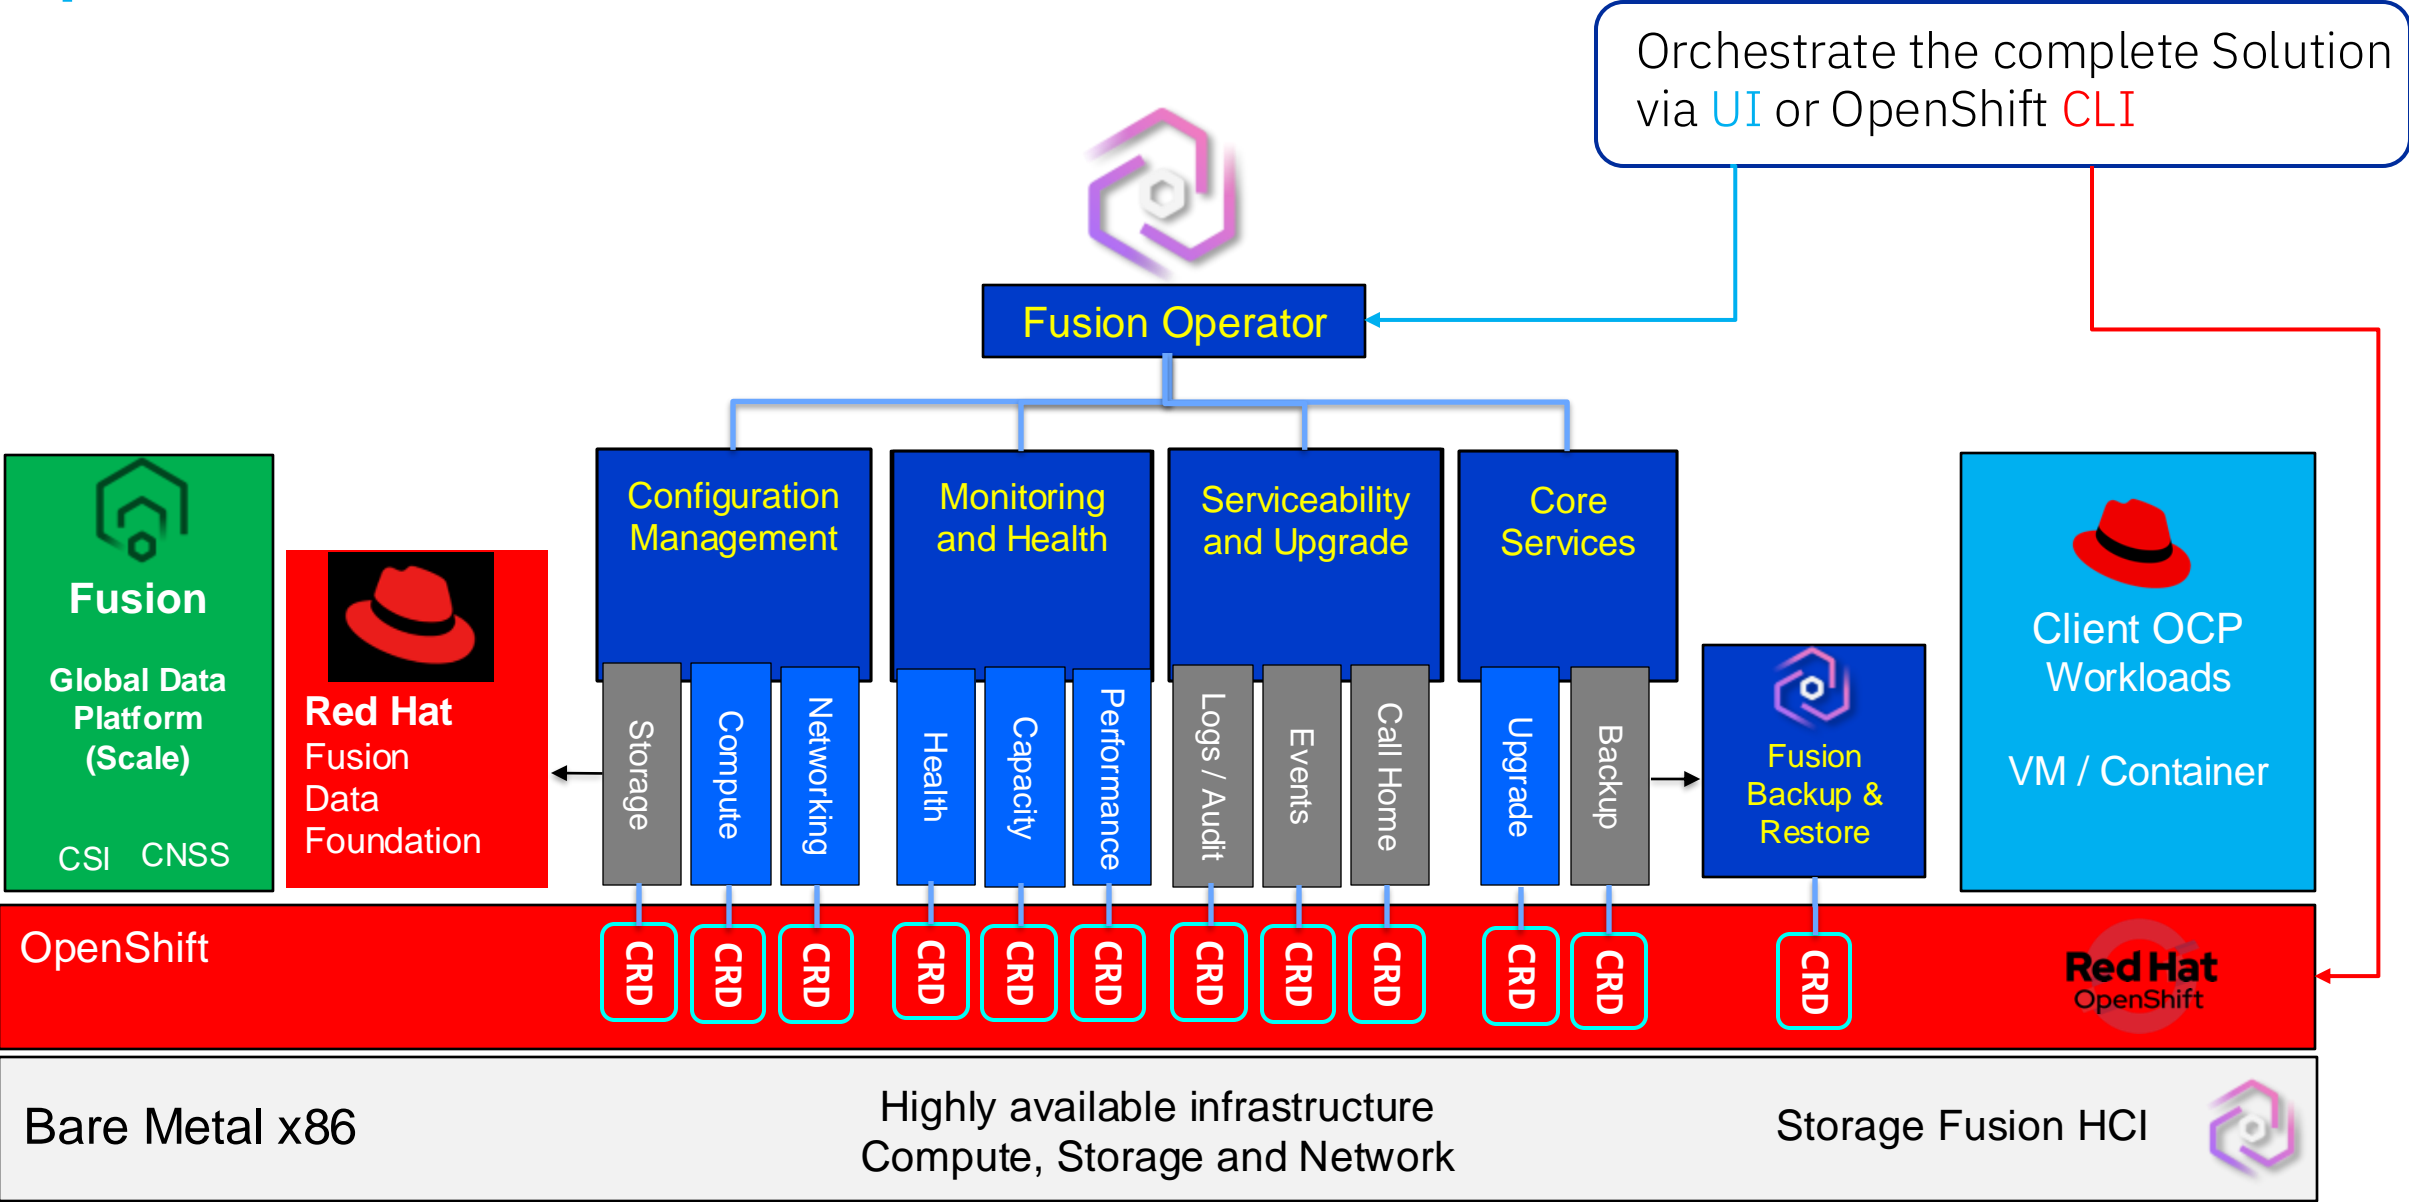 Orchestrate the complete Solution
via UI or OpenShift CLI
Fusion Operator
Configuration
Management
Monitoring
and Health
Serviceability
and Upgrade
Core
Services
Fusion
Global Data
Platform
(Scale)
CSI CNSS
Red Hat
Fusion
Data
Foundation
Storage
Compute
Networking
Health
Capacity
Performance
Logs / Audit
Events
Call Home
Upgrade
Backup
Fusion
Backup &
Restore
Client OCP
Workloads
VM / Container
OpenShift
CRD
CRD
CRD
CRD
CRD
CRD
CRD
CRD
CRD
CRD
CRD
CRD
Red Hat
OpenShift
Bare Metal x86
Highly available infrastructure
Compute, Storage and Network
Storage Fusion HCI